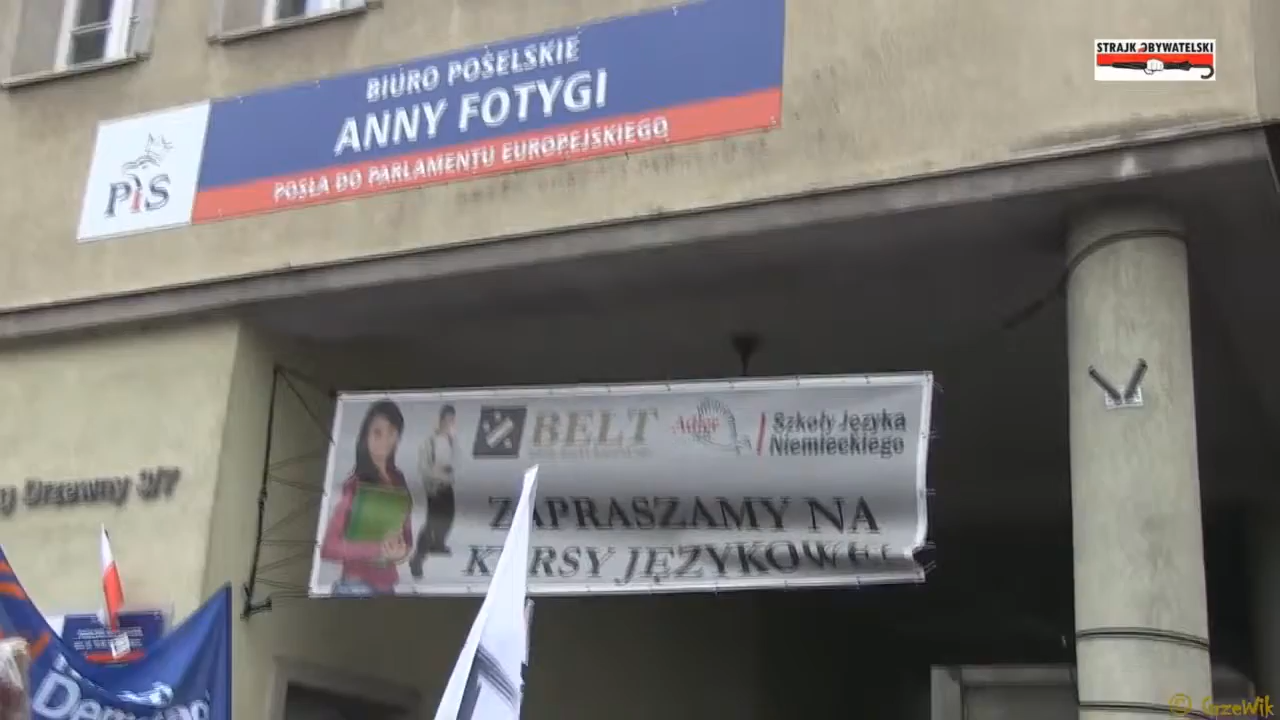 STRAJK OBYWATELSKI
BIURO POSELSKIE
ANNY FOTYGI
POSŁA DO PARLAMENTU EUROPEJSKIEGO
PiS
BELT
Adler
Szkoły Języka
Niemieckiego
ZAPRASZAMY NA
KURSY JĘZYKOWE!
Drzewny 3/7
© GrzeWik